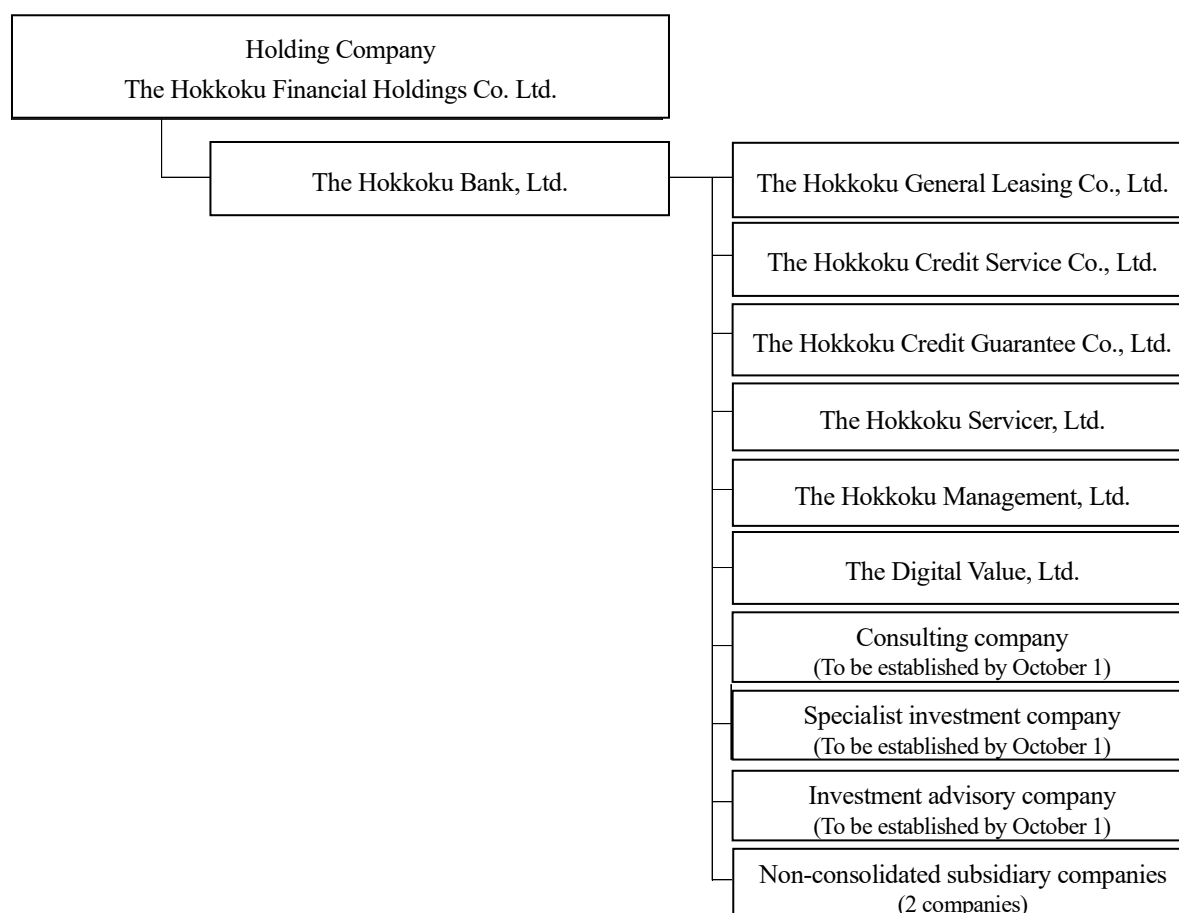 Holding Company
The Hokkoku Financial Holdings Co. Ltd.
The Hokkoku Bank, Ltd.
The Hokkoku General Leasing Co., Ltd.
The Hokkoku Credit Service Co., Ltd.
The Hokkoku Credit Guarantee Co., Ltd.
The Hokkoku Servicer, Ltd.
The Hokkoku Management, Ltd.
The Digital Value, Ltd.
Consulting company
(To be established by October 1)
Specialist investment company
(To be established by October 1)
Investment advisory company
(To be established by October 1)
Non-consolidated subsidiary companies
(2 companies)